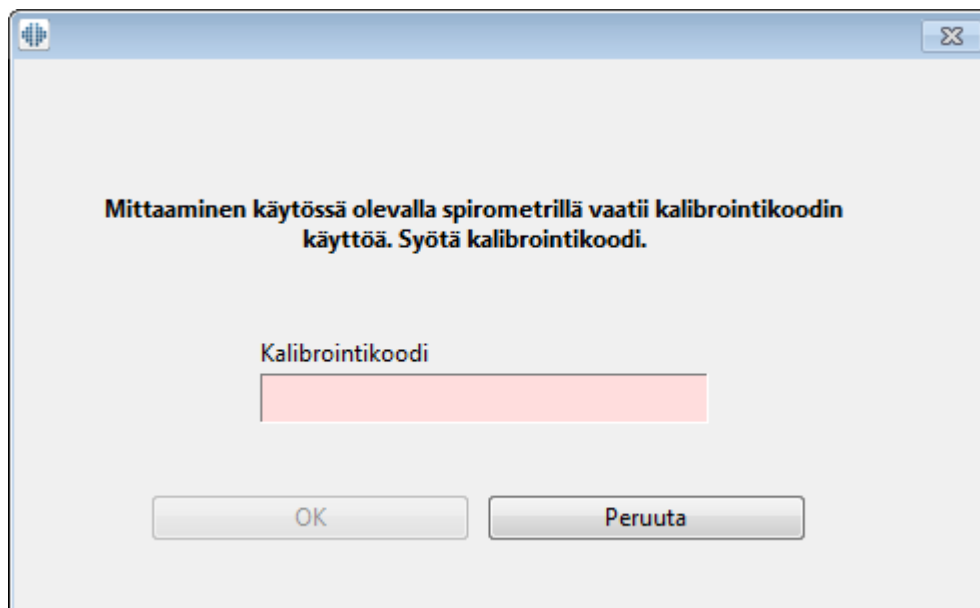 Mittaaminen käytössä olevalla spirometrillä vaatii kalibrointikoodin
käyttöä. Syötä kalibrointikoodi.
Kalibrointikoodi
OK
Peruuta